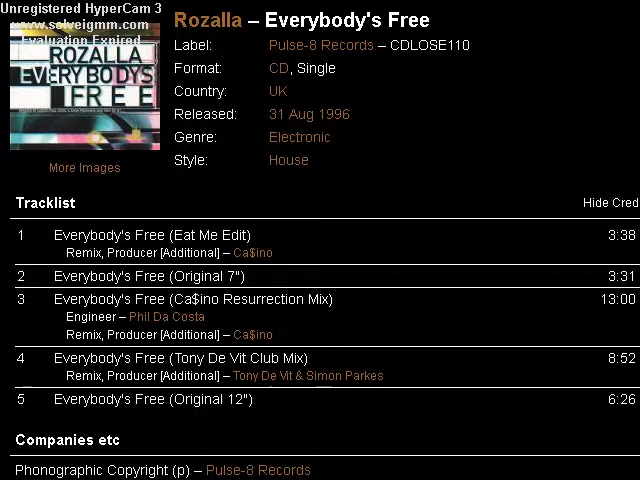 Unregistered HyperCam 3
www.solveigmm.com
Evaluation Expired
ROZALLA
EVERYBODYS
FREE
More Images
Rozalla – Everybody's Free
Label: Pulse-8 Records – CDLOSE110
Format: CD, Single
Country: UK
Released: 31 Aug 1996
Genre: Electronic
Style: House
Tracklist Hide Cred
1 Everybody's Free (Eat Me Edit) 3:38
Remix, Producer [Additional] – Ca$ino
2 Everybody's Free (Original 7") 3:31
3 Everybody's Free (Ca$ino Resurrection Mix) 13:00
Engineer – Phil Da Costa
Remix, Producer [Additional] – Ca$ino
4 Everybody's Free (Tony De Vit Club Mix) 8:52
Remix, Producer [Additional] – Tony De Vit & Simon Parkes
5 Everybody's Free (Original 12") 6:26
Companies etc
Phonographic Copyright (p) – Pulse-8 Records